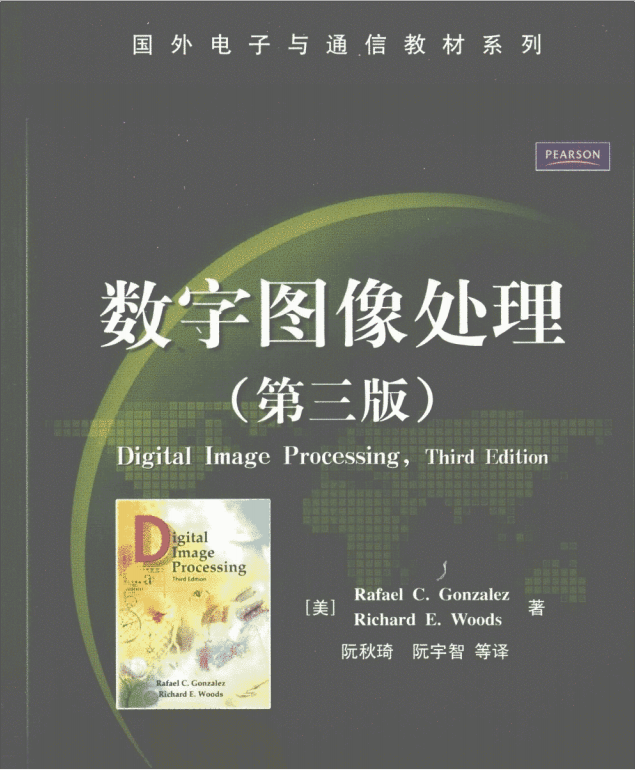 国外电子与通信教材系列
PEARSON
数字图像处理
（第三版）
Digital Image Processing, Third Edition
Digital
Image
Processing
Third Edition
Rafael C. Gonzalez
Richard E. Woods
[美] Rafael C. Gonzalez
Richard E. Woods 著
阮秋琦 阮宇智 等译